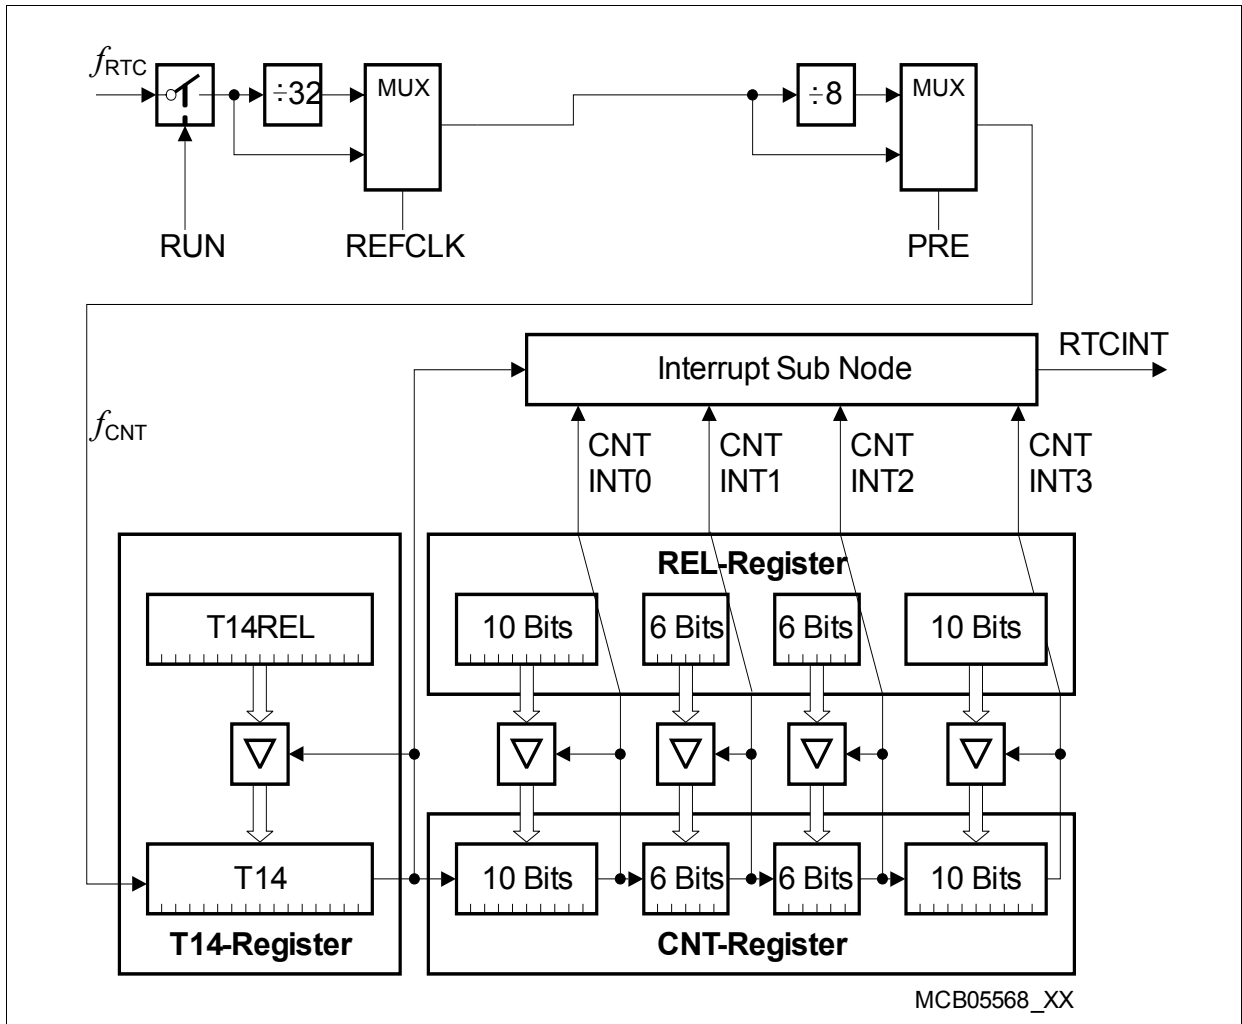 fRTC
÷32
MUX
÷8
MUX
RUN
REFCLK
PRE
RTCINT
Interrupt Sub Node
fCNT
CNT
INT0
CNT
INT1
CNT
INT2
CNT
INT3
REL-Register
T14REL
10 Bits
6 Bits
6 Bits
10 Bits
T14
10 Bits
6 Bits
6 Bits
10 Bits
T14-Register
CNT-Register
MCB05568_XX